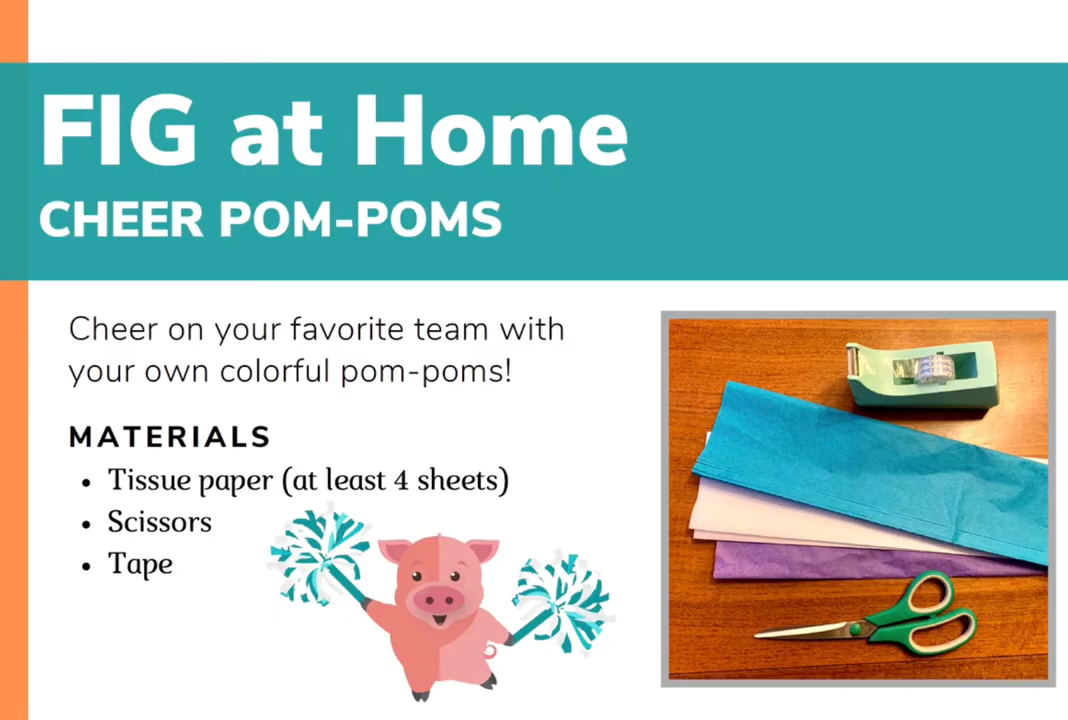 FIG at Home
CHEER POM-POMS
Cheer on your favorite team with
your own colorful pom-poms!
MATERIALS
• Tissue paper (at least 4 sheets)
• Scissors
• Tape